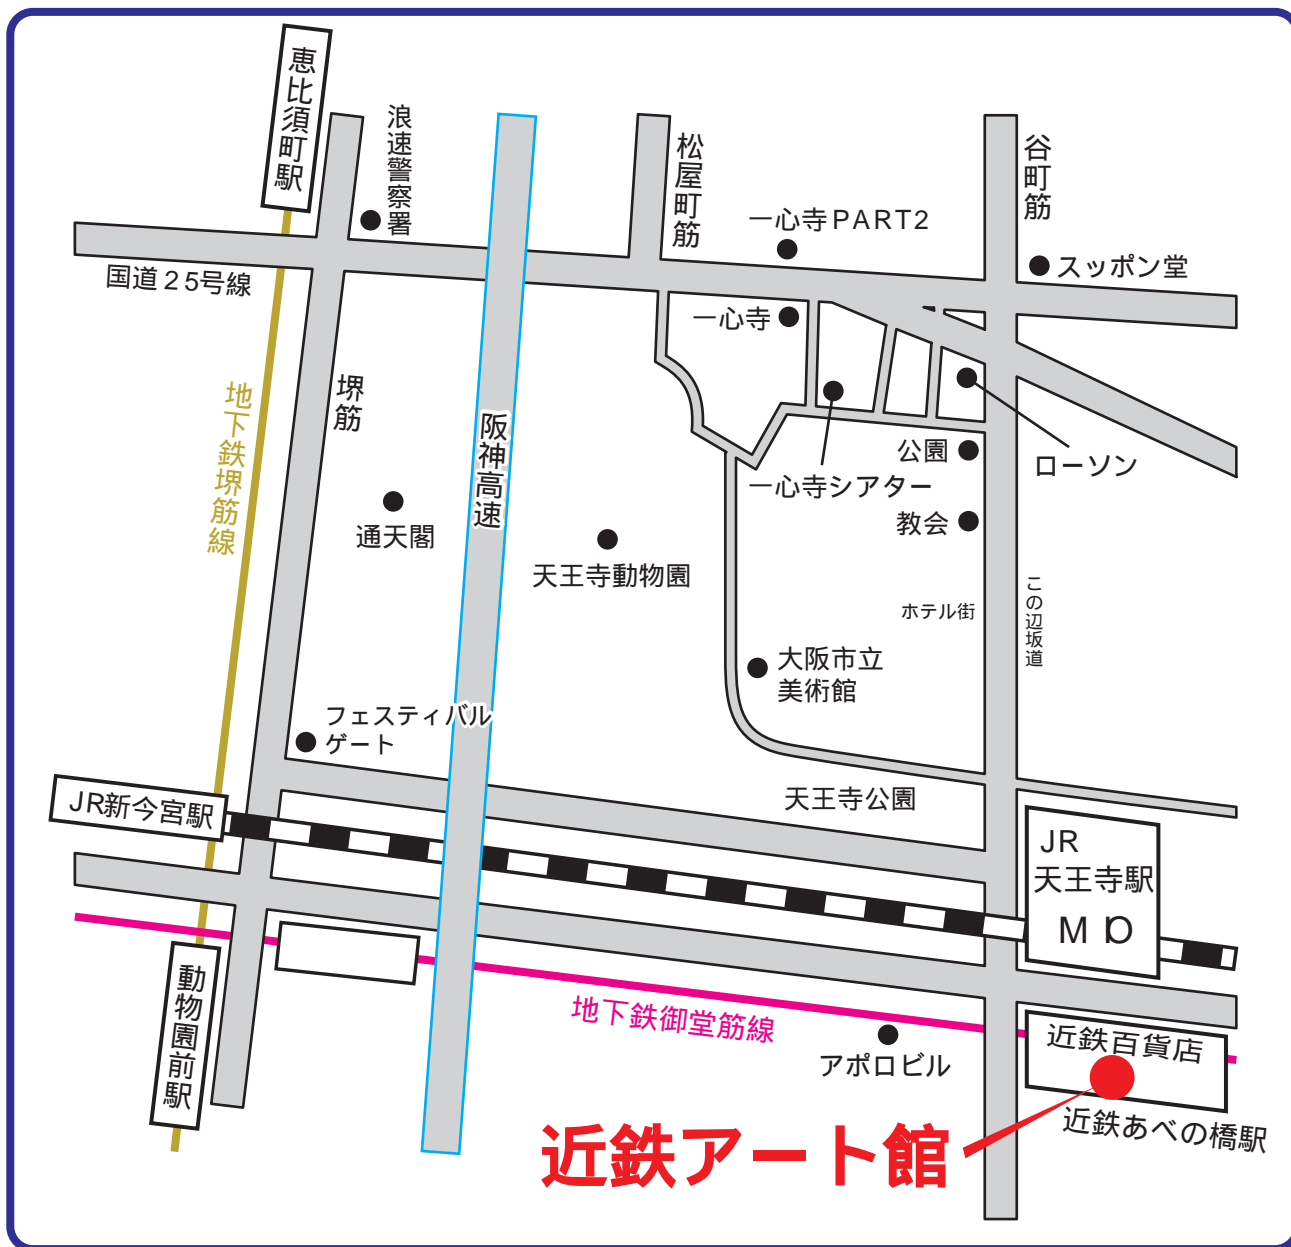 恵比須町駅
浪速警察署
松屋町筋
谷町筋
一心寺PART2
スッポン堂
国道25号線
一心寺
地下鉄堺筋線
堺筋
阪神高速
公園
ローソン
一心寺シアター
通天閣
教会
天王寺動物園
ホテル街
この辺坂道
大阪市立
美術館
フェスティバル
ゲート
JR新今宮駅
天王寺公園
JR
天王寺駅
MIO
動物園前駅
地下鉄御堂筋線
アポロビル
近鉄百貨店
近鉄あべの橋駅
近鉄アート館